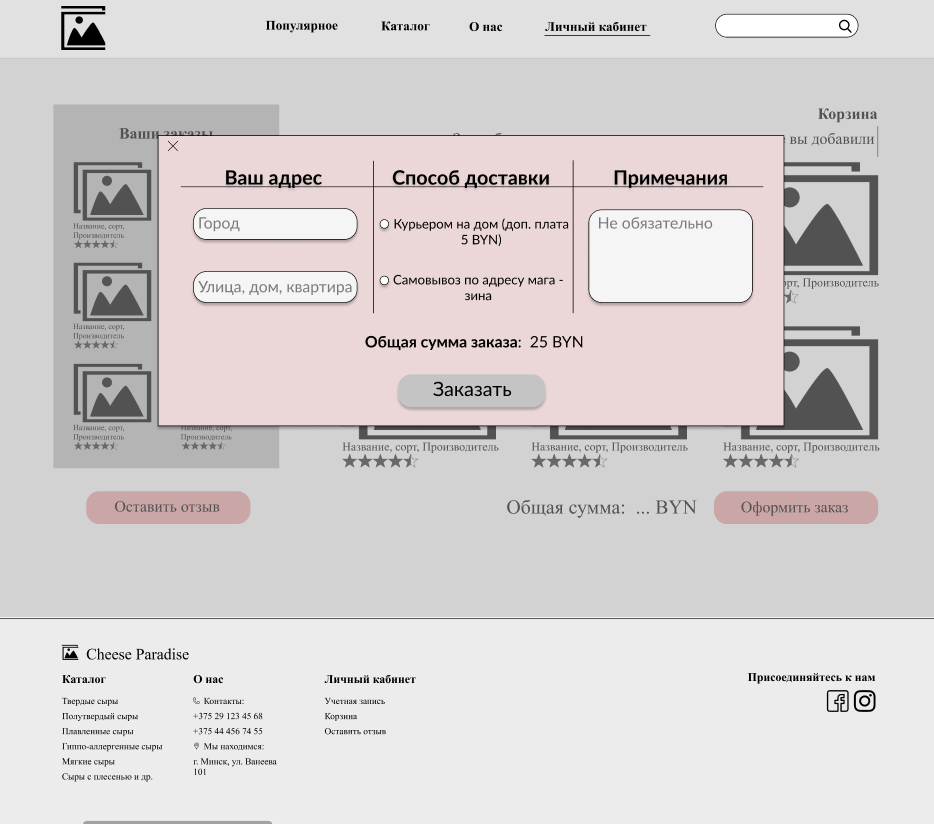 Популярное
Каталог
О нас
Личный кабинет
Ваши заказы
Корзина
вы добавили
Название, сорт,
Производитель
Название, сорт,
Производитель
Название, сорт,
Производитель
Название, сорт,
Производитель
Ваш адрес
Город
Улица, дом, квартира
Способ доставки
Курьером на дом (доп. плата
5 BYN)
Самовывоз по адресу мага -
зина
Примечания
Не обязательно
Общая сумма заказа: 25 BYN
Заказать
Производитель
Название, сорт, Производитель
Название, сорт, Производитель
Название, сорт, Производитель
Оставить отзыв
Общая сумма: ... BYN
Оформить заказ
Cheese Paradise
Каталог
Твердые сыры
Полутвердый сыры
Плавленные сыры
Гиппо-аллергенные сыры
Мягкие сыры
Сыры с плесенью и др.
О нас
Контакты:
+375 29 123 45 68
+375 44 456 74 55
Мы находимся:
г. Минск, ул. Ванеева
101
Личный кабинет
Учетная запись
Корзина
Оставить отзыв
Присоединяйтесь к нам